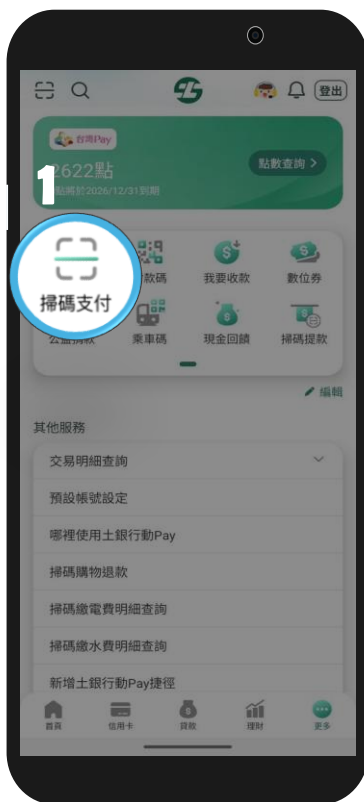 登出
台灣Pay
2622點
點將於2026/12/31到期
點數查詢 >
1
掃碼支付
款碼
我要收款
數位券
公益捐款
乘車碼
現金回饋
掃碼提款
編輯
其他服務
交易明細查詢
預設帳號設定
哪裡使用土銀行動Pay
掃碼購物退款
掃碼繳電費明細查詢
掃碼繳水費明細查詢
新增土銀行動Pay捷徑
首頁
信用卡
貸款
理財
更多